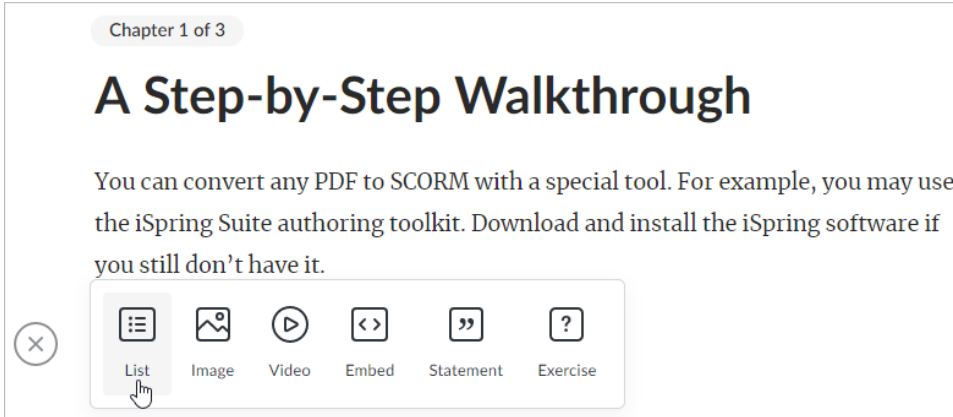 Chapter 1 of 3
A Step-by-Step Walkthrough
You can convert any PDF to SCORM with a special tool. For example, you may use
the iSpring Suite authoring toolkit. Download and install the iSpring software if
you still don’t have it.
List Image Video Embed Statement Exercise